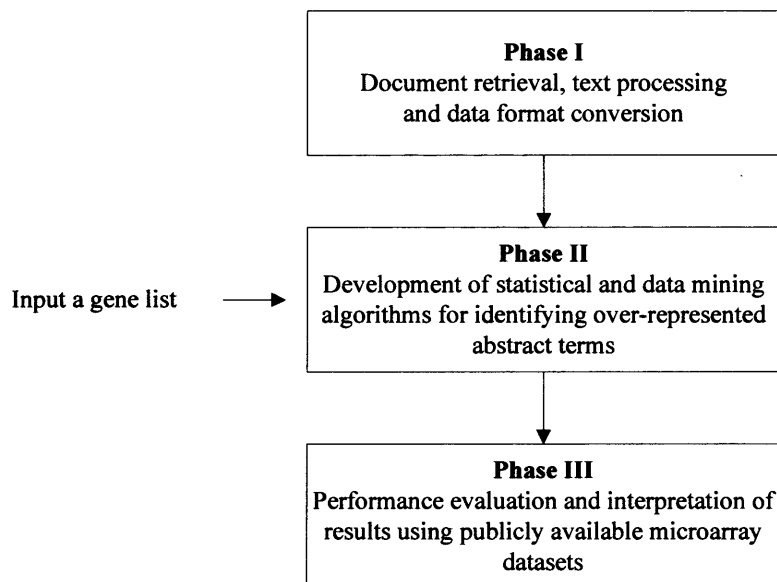 Phase I
Document retrieval, text processing
and data format conversion
Phase II
Input a gene list
Development of statistical and data mining
algorithms for identifying over-represented
abstract terms
Phase III
Performance evaluation and interpretation of
results using publicly available microarray
datasets